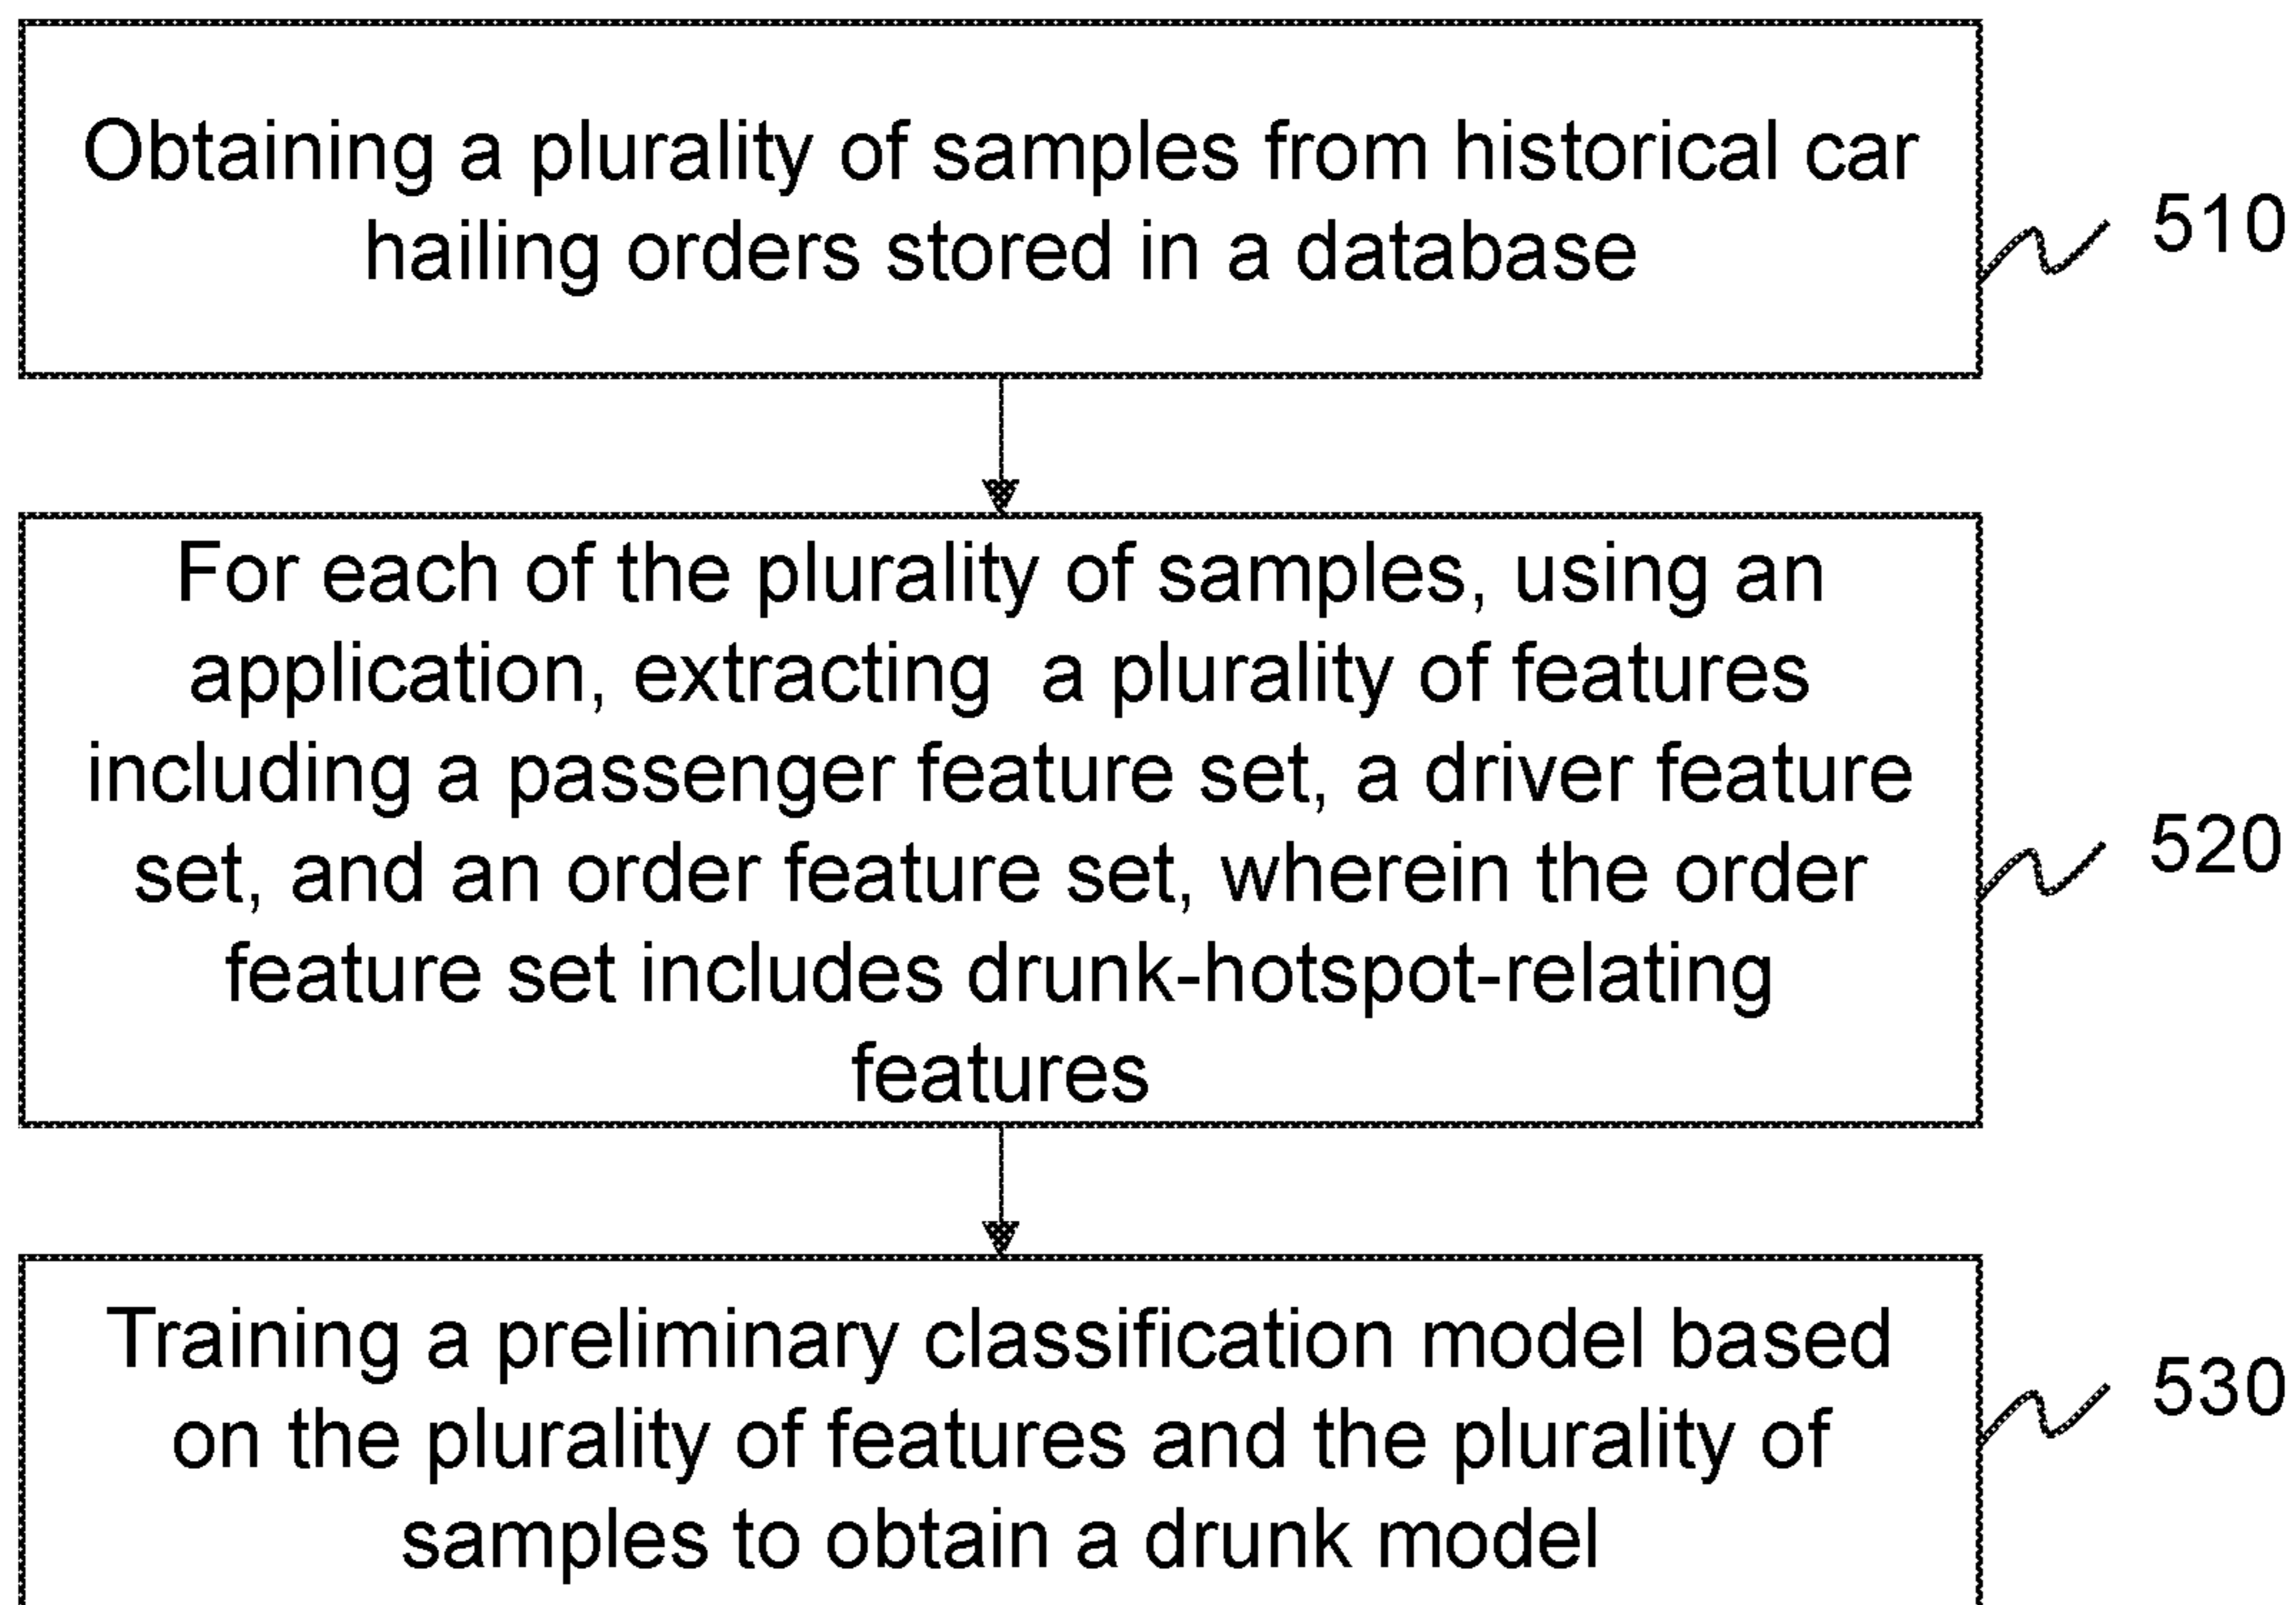 Obtaining a plurality of samples from historical car
hailing orders stored in a database
510
For each of the plurality of samples, using an
application, extracting a plurality of features
including a passenger feature set, a driver feature
set, and an order feature set, wherein the order
feature set includes drunk-hotspot-relating
features
520
Training a preliminary classification model based
on the plurality of features and the plurality of
samples to obtain a drunk model
530